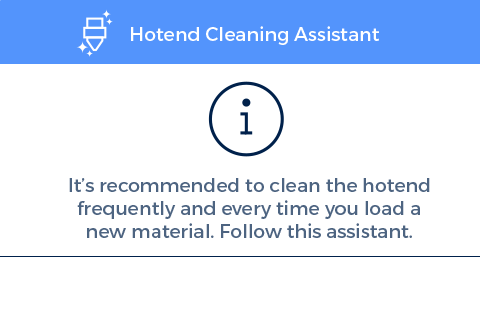 Hotend Cleaning Assistant
It’s recommended to clean the hotend
frequently and every time you load a
new material. Follow this assistant.